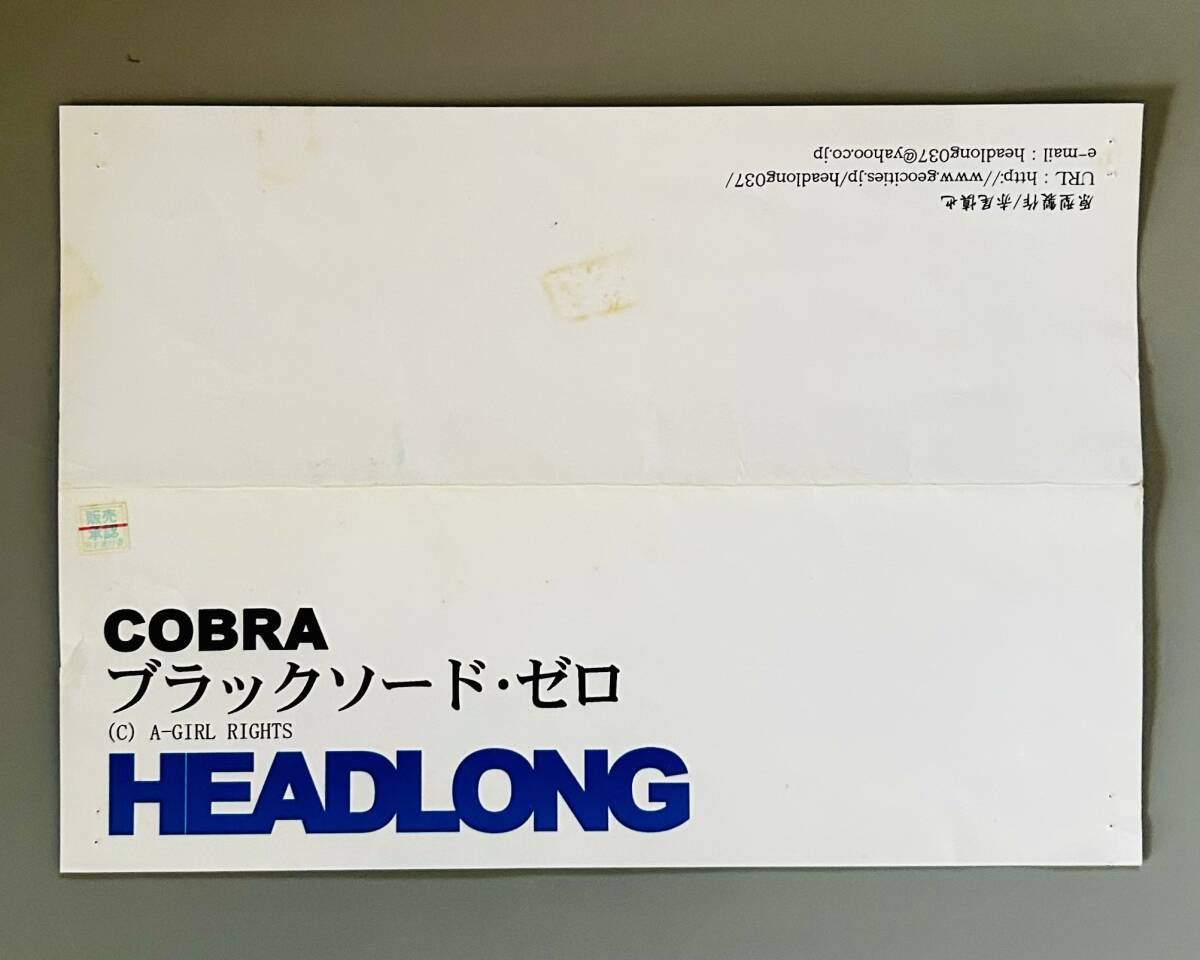 原型製作/赤尾慎也
URL：http://www.geocities.jp/headlong037/
e-mail：headlong037@yahoo.co.jp
販売
承認
COBRA
ブラックソード・ゼロ
(C) A-GIRL RIGHTS
HEADLONG